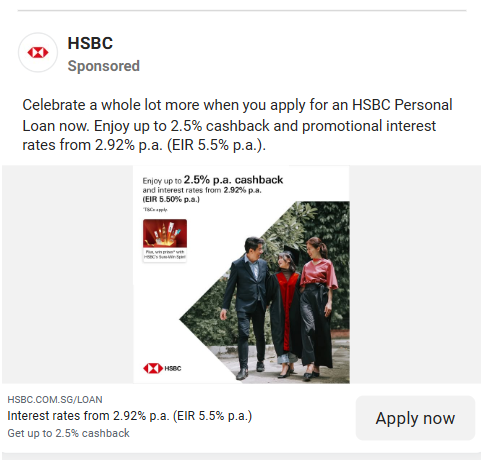 HSBC
Sponsored
Celebrate a whole lot more when you apply for an HSBC Personal
Loan now. Enjoy up to 2.5% cashback and promotional interest
rates from 2.92% p.a. (EIR 5.5% p.a.).
Enjoy up to 2.5% p.a. cashback
and interest rates from 2.92% p.a.
(EIR 5.50% p.a.)
*T&Cs apply
Plus, win prizes* with
HSBC's Sure-Win Spin!
HSBC
HSBC.COM.SG/LOAN
Interest rates from 2.92% p.a. (EIR 5.5% p.a.)
Get up to 2.5% cashback
Apply now